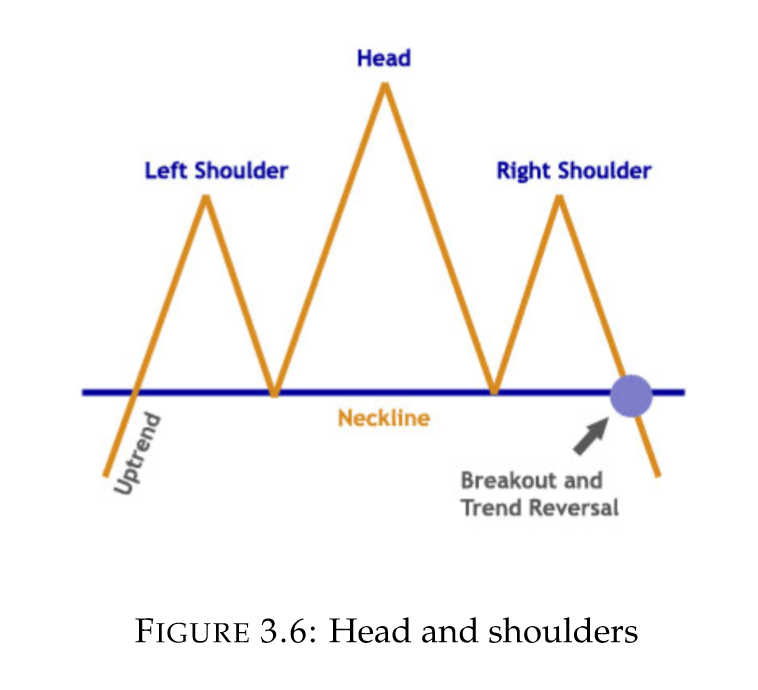 Head
Left Shoulder
Right Shoulder
Neckline
Uptrend
Breakout and
Trend Reversal
FIGURE 3.6: Head and shoulders